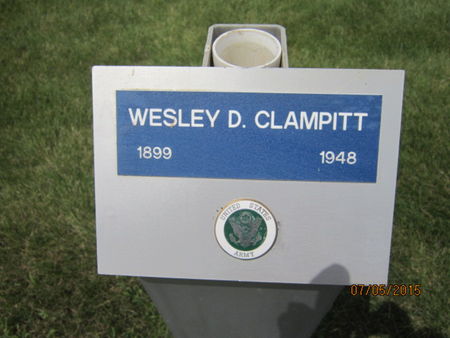 WESLEY D. CLAMPITT
1899 1948
UNITED STATES
ARMY
07/05/2015